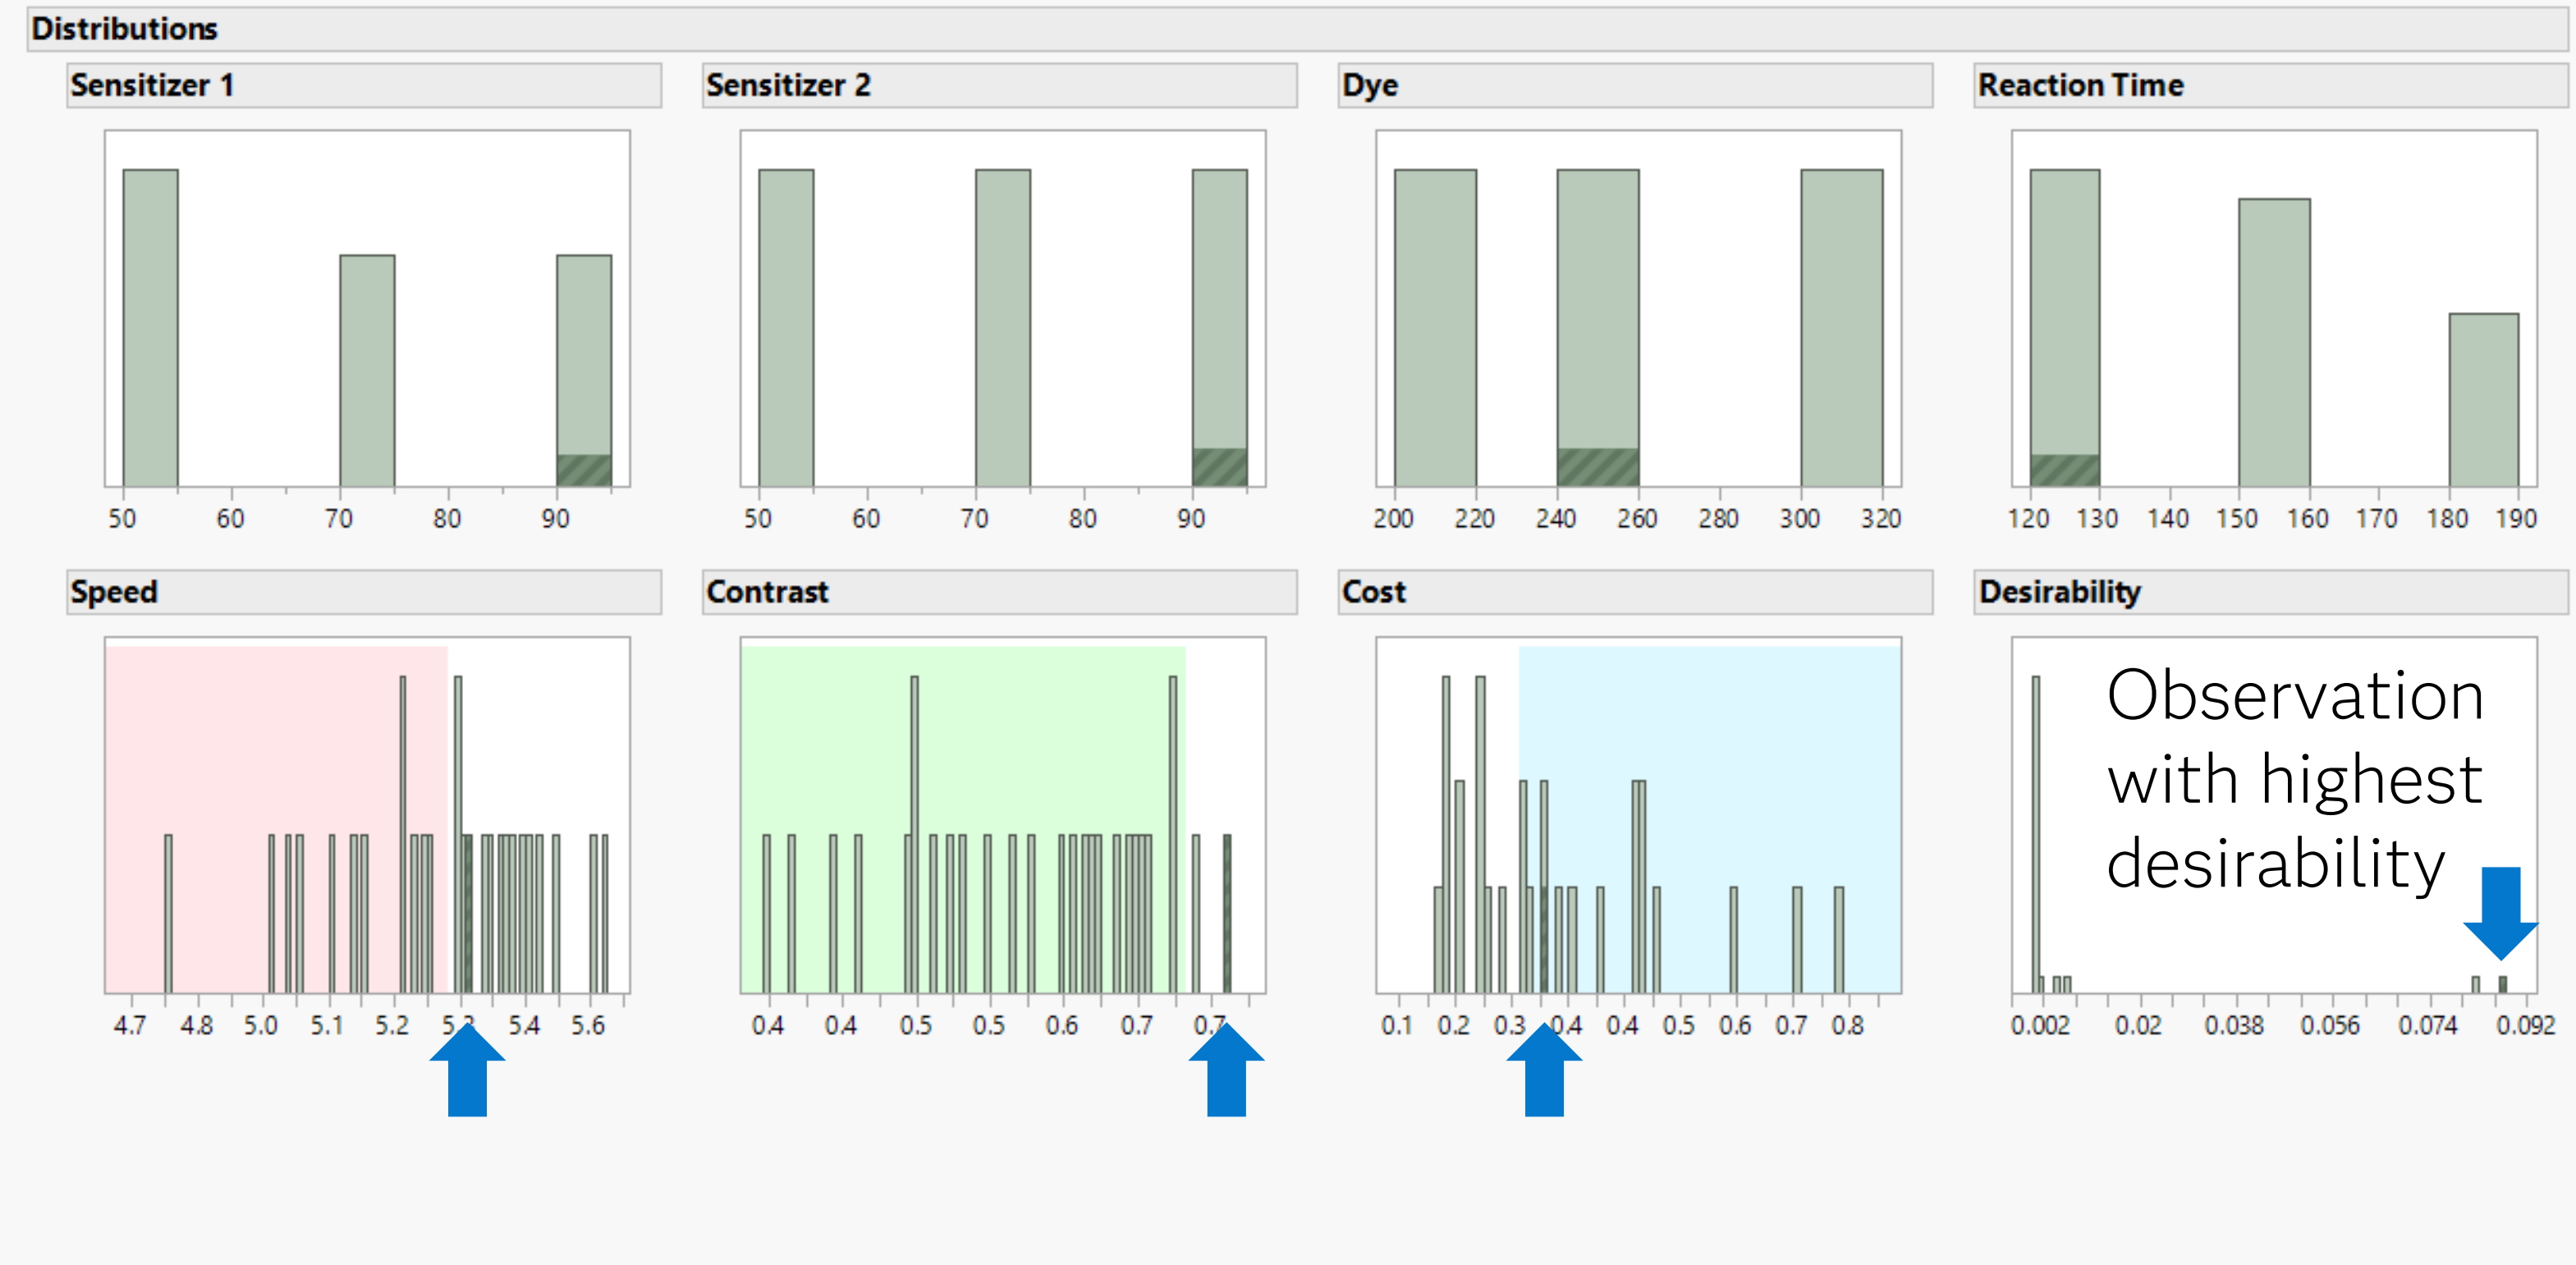 Distributions
Sensitizer 1
Sensitizer 2
Dye
Reaction Time
50 60 70 80 90
50 60 70 80 90
200 220 240 260 280 300 320
120 130 140 150 160 170 180 190
Speed
Contrast
Cost
Desirability
Observation
with highest
desirability
4.7 4.8 5.0 5.1 5.2 5.4 5.6
0.4 0.4 0.5 0.5 0.6 0.7 0.7
0.1 0.2 0.3 0.4 0.4 0.5 0.6 0.7 0.8
0.002 0.02 0.038 0.056 0.074 0.092